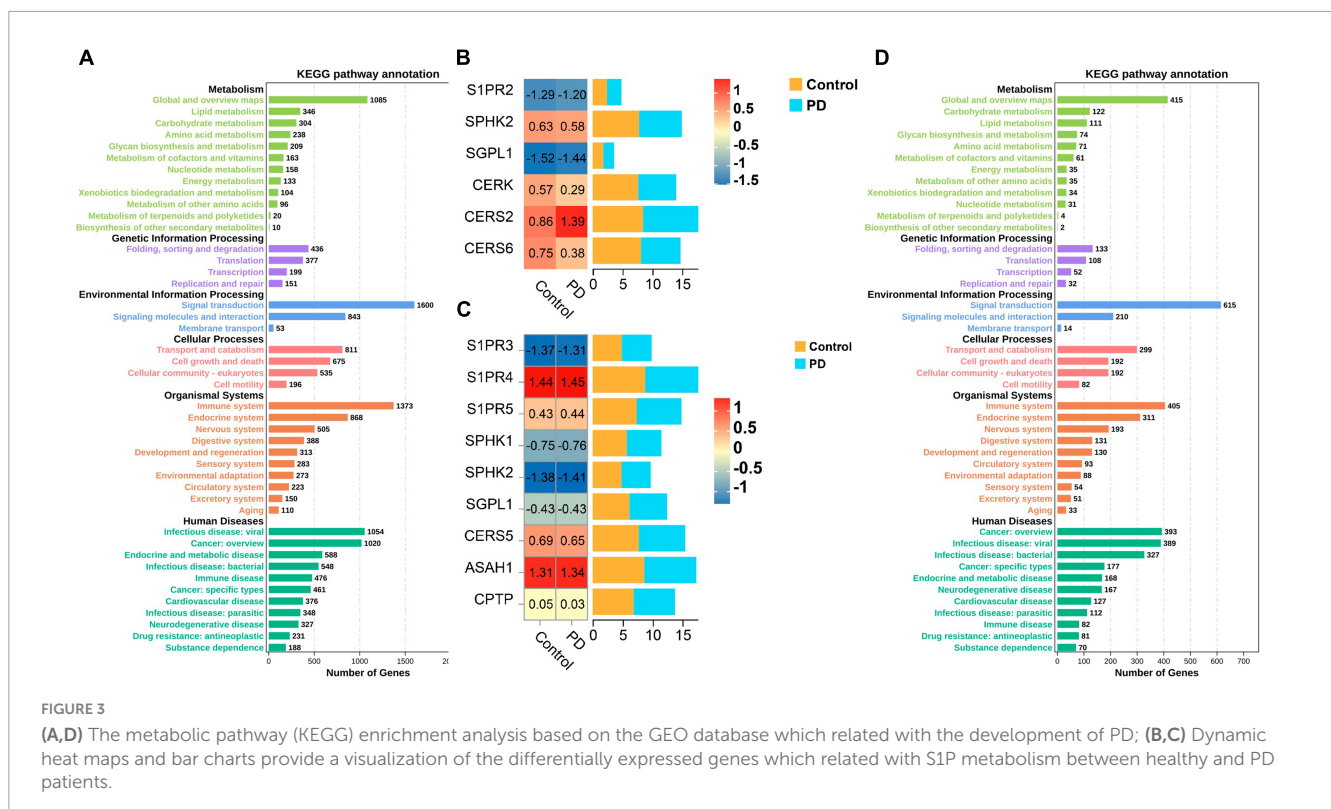 A
KEGG pathway annotation
Metabolism
Global and overview maps 1085
Lipid metabolism 346
Carbohydrate metabolism 304
Amino acid metabolism 238
Glycan biosynthesis and metabolism 209
Metabolism of cofactors and vitamins 163
Nucleotide metabolism 158
Energy metabolism 133
Xenobiotics biodegradation and metabolism 104
Metabolism of other amino acids 96
Metabolism of terpenoids and polyketides 20
Biosynthesis of other secondary metabolites 10
Genetic Information Processing
Folding, sorting and degradation 436
Translation 377
Transcription 199
Replication and repair 151
Environmental Information Processing
Signal transduction 1600
Signaling molecules and interaction 843
Membrane transport 53
Cellular Processes
Transport and catabolism 811
Cell growth and death 675
Cellular community - eukaryotes 535
Cell motility 196
Organismal Systems
Immune system 1373
Endocrine system 868
Nervous system 505
Digestive system 388
Development and regeneration 313
Sensory system 283
Environmental adaptation 273
Circulatory system 223
Excretory system 150
Aging 110
Human Diseases
Infectious disease: viral 1054
Cancer: overview 1020
Endocrine and metabolic disease 588
Infectious disease: bacterial 548
Immune disease 476
Cancer: specific types 461
Cardiovascular disease 376
Infectious disease: parasitic 348
Neurodegenerative disease 327
Drug resistance: antineoplastic 231
Substance dependence 188
0 500 1000 1500
Number of Genes
B
S1PR2 -1.29 -1.20
SPHK2 0.63 0.58
SGPL1 -1.52 -1.44
CERK 0.57 0.29
CERS2 0.86 1.39
CERS6 0.75 0.38
Control PD
0 5 10 15
1
0.5
0
-0.5
-1
-1.5
Control
PD
C
S1PR3 -1.37 -1.31
S1PR4 1.44 1.45
S1PR5 0.43 0.44
SPHK1 -0.75 -0.76
SPHK2 -1.38 -1.41
SGPL1 -0.43 -0.43
CERS5 0.69 0.65
ASAH1 1.31 1.34
CPTP 0.05 0.03
Control PD
0 5 10 15
1
0.5
0
-0.5
-1
Control
PD
D
KEGG pathway annotation
Metabolism
Global and overview maps 415
Carbohydrate metabolism 122
Lipid metabolism 111
Glycan biosynthesis and metabolism 74
Amino acid metabolism 71
Metabolism of cofactors and vitamins 61
Energy metabolism 35
Metabolism of other amino acids 35
Xenobiotics biodegradation and metabolism 34
Nucleotide metabolism 31
Metabolism of terpenoids and polyketides 4
Biosynthesis of other secondary metabolites 2
Genetic Information Processing
Folding, sorting and degradation 133
Translation 108
Transcription 52
Replication and repair 32
Environmental Information Processing
Signal transduction 615
Signaling molecules and interaction 210
Membrane transport 14
Cellular Processes
Transport and catabolism 299
Cell growth and death 192
Cellular community - eukaryotes 192
Cell motility 82
Organismal Systems
Immune system 405
Endocrine system 311
Nervous system 193
Digestive system 131
Development and regeneration 130
Circulatory system 93
Environmental adaptation 88
Sensory system 54
Excretory system 51
Aging 33
Human Diseases
Cancer: overview 393
Infectious disease: viral 389
Infectious disease: bacterial 327
Cancer: specific types 177
Endocrine and metabolic disease 168
Neurodegenerative disease 167
Cardiovascular disease 127
Infectious disease: parasitic 112
Immune disease 82
Drug resistance: antineoplastic 81
Substance dependence 70
0 100 200 300 400 500 600 700
Number of Genes
FIGURE 3
(A,D) The metabolic pathway (KEGG) enrichment analysis based on the GEO database which related with the development of PD; (B,C) Dynamic
heat maps and bar charts provide a visualization of the differentially expressed genes which related with S1P metabolism between healthy and PD
patients.